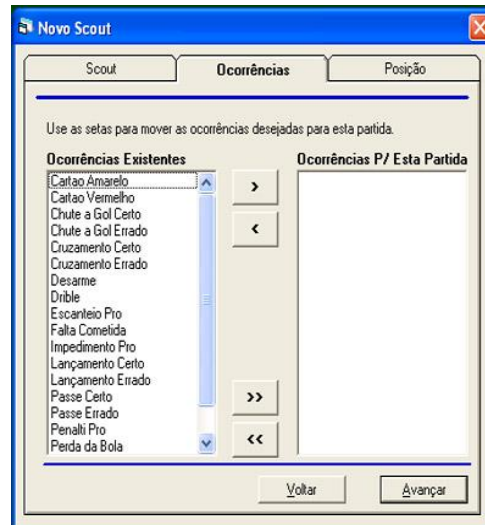 Novo Scout
Scout
Ocorrências
Posição
Use as setas para mover as ocorrências desejadas para esta partida.
Ocorrências Existentes
Ocorrências P/ Esta Partida
Cartao Amarelo
Cartao Vermelho
Chute a Gol Certo
Chute a Gol Errado
Cruzamento Certo
Cruzamento Errado
Desarme
Drible
Escanteio Pro
Falta Cometida
Impedimento Pro
Lançamento Certo
Lançamento Errado
Passe Certo
Passe Errado
Penalti Pro
Perda da Bola
>
<
>>
<<
Voltar
Avançar